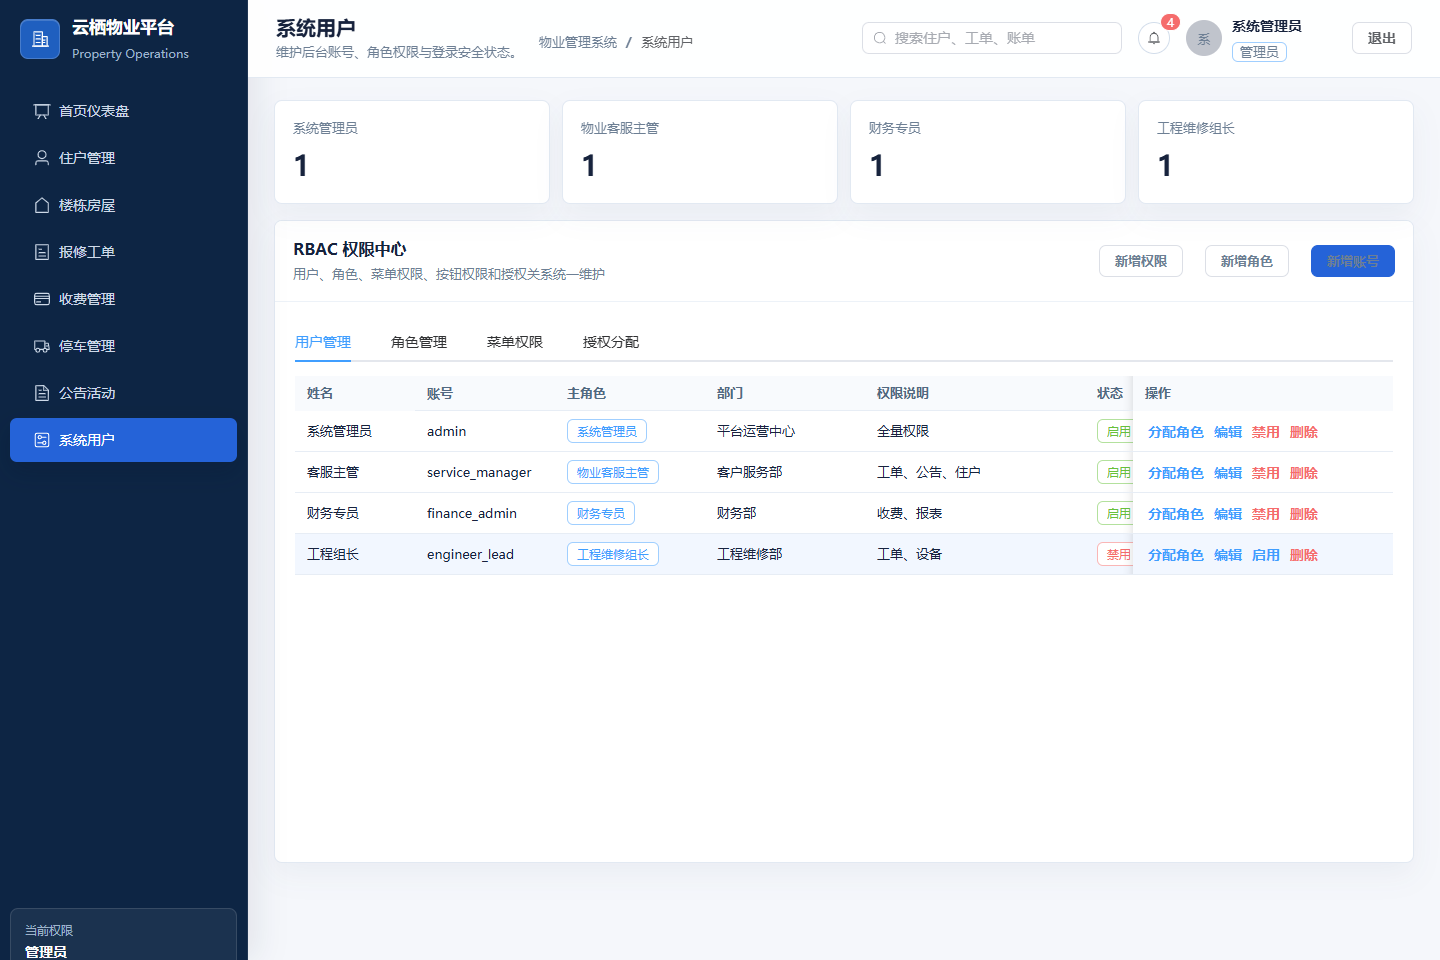 云栖物业平台
Property Operations
首页仪表盘
住户管理
楼栋房屋
报修工单
收费管理
停车管理
公告活动
系统用户
当前权限
管理员
系统用户
维护后台账号、角色权限与登录安全状态。
物业管理系统 / 系统用户
搜索住户、工单、账单
4
系
系统管理员
管理员
退出
系统管理员
1
物业客服主管
1
财务专员
1
工程维修组长
1
RBAC 权限中心
用户、角色、菜单权限、按钮权限和授权关系统一维护
新增权限 新增角色 新增账号
用户管理 角色管理 菜单权限 授权分配
姓名 账号 主角色 部门 权限说明 状态 操作
系统管理员 admin 系统管理员 平台运营中心 全量权限 启用 分配角色 编辑 禁用 删除
客服主管 service_manager 物业客服主管 客户服务部 工单、公告、住户 启用 分配角色 编辑 禁用 删除
财务专员 finance_admin 财务专员 财务部 收费、报表 启用 分配角色 编辑 禁用 删除
工程组长 engineer_lead 工程维修组长 工程维修部 工单、设备 禁用 分配角色 编辑 启用 删除